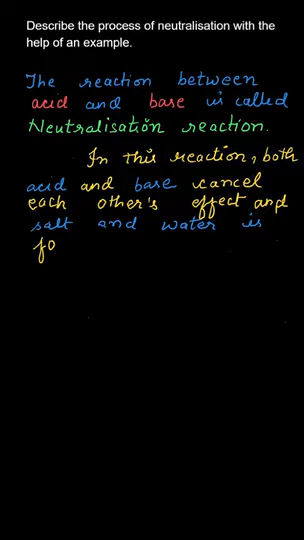 Describe the process of neutralisation with the
help of an example.
The reaction between
acid and base is called
Neutralisation reaction.
In this reaction, both
acid and base cancel
each other's effect and
salt and water is
fo